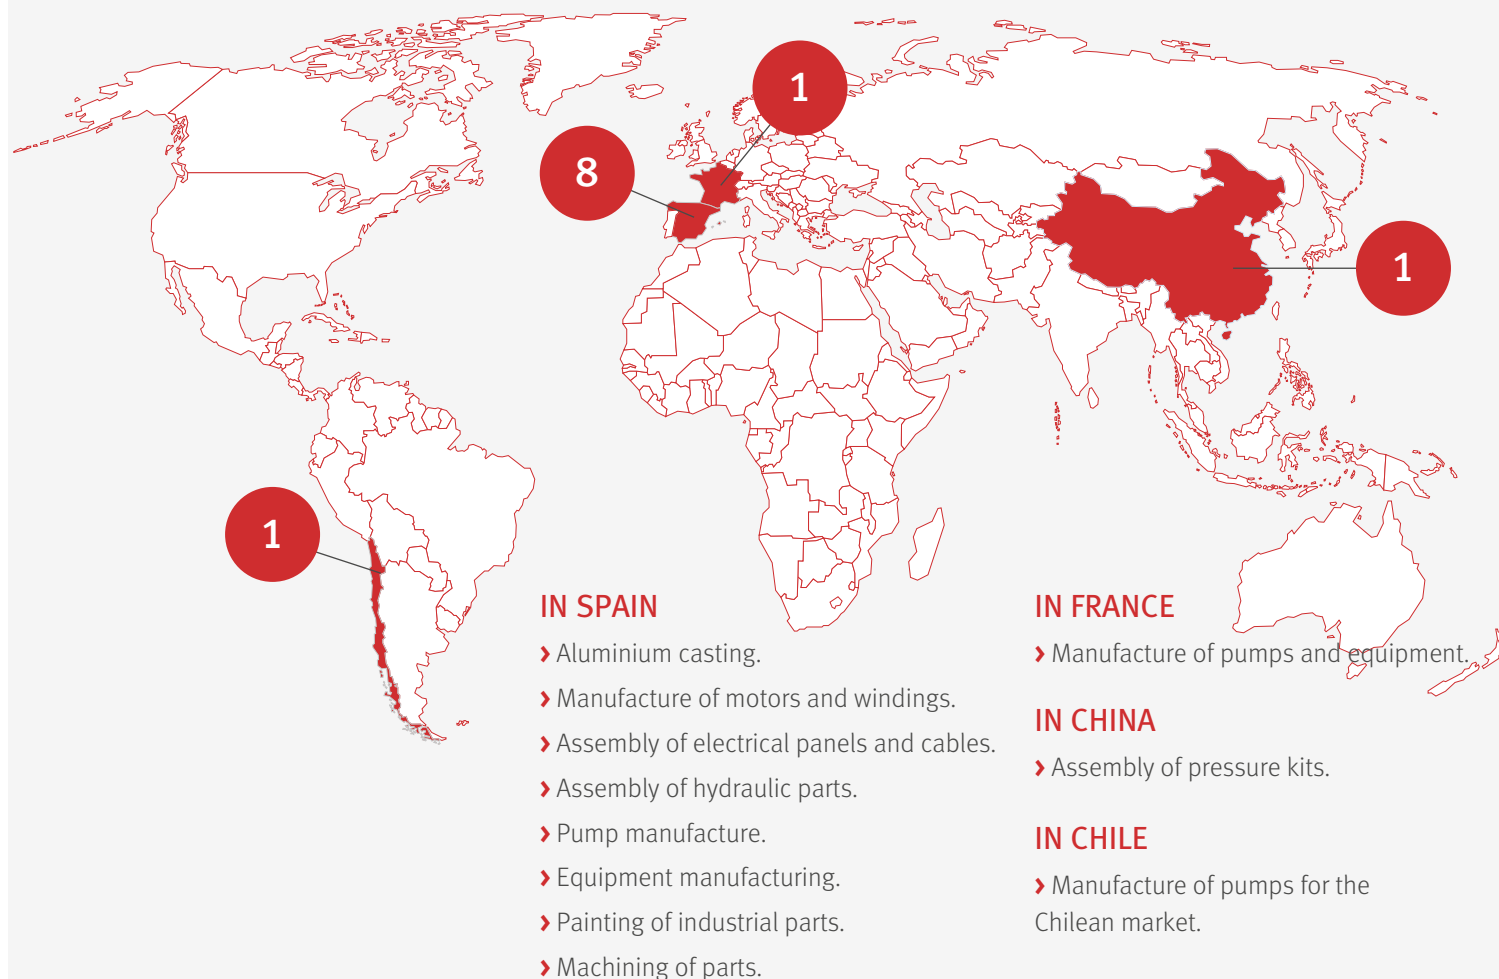 1
8
1
1
IN SPAIN
› Aluminium casting.
› Manufacture of motors and windings.
› Assembly of electrical panels and cables.
› Assembly of hydraulic parts.
› Pump manufacture.
› Equipment manufacturing.
› Painting of industrial parts.
› Machining of parts.
IN FRANCE
› Manufacture of pumps and equipment.
IN CHINA
› Assembly of pressure kits.
IN CHILE
› Manufacture of pumps for the
Chilean market.